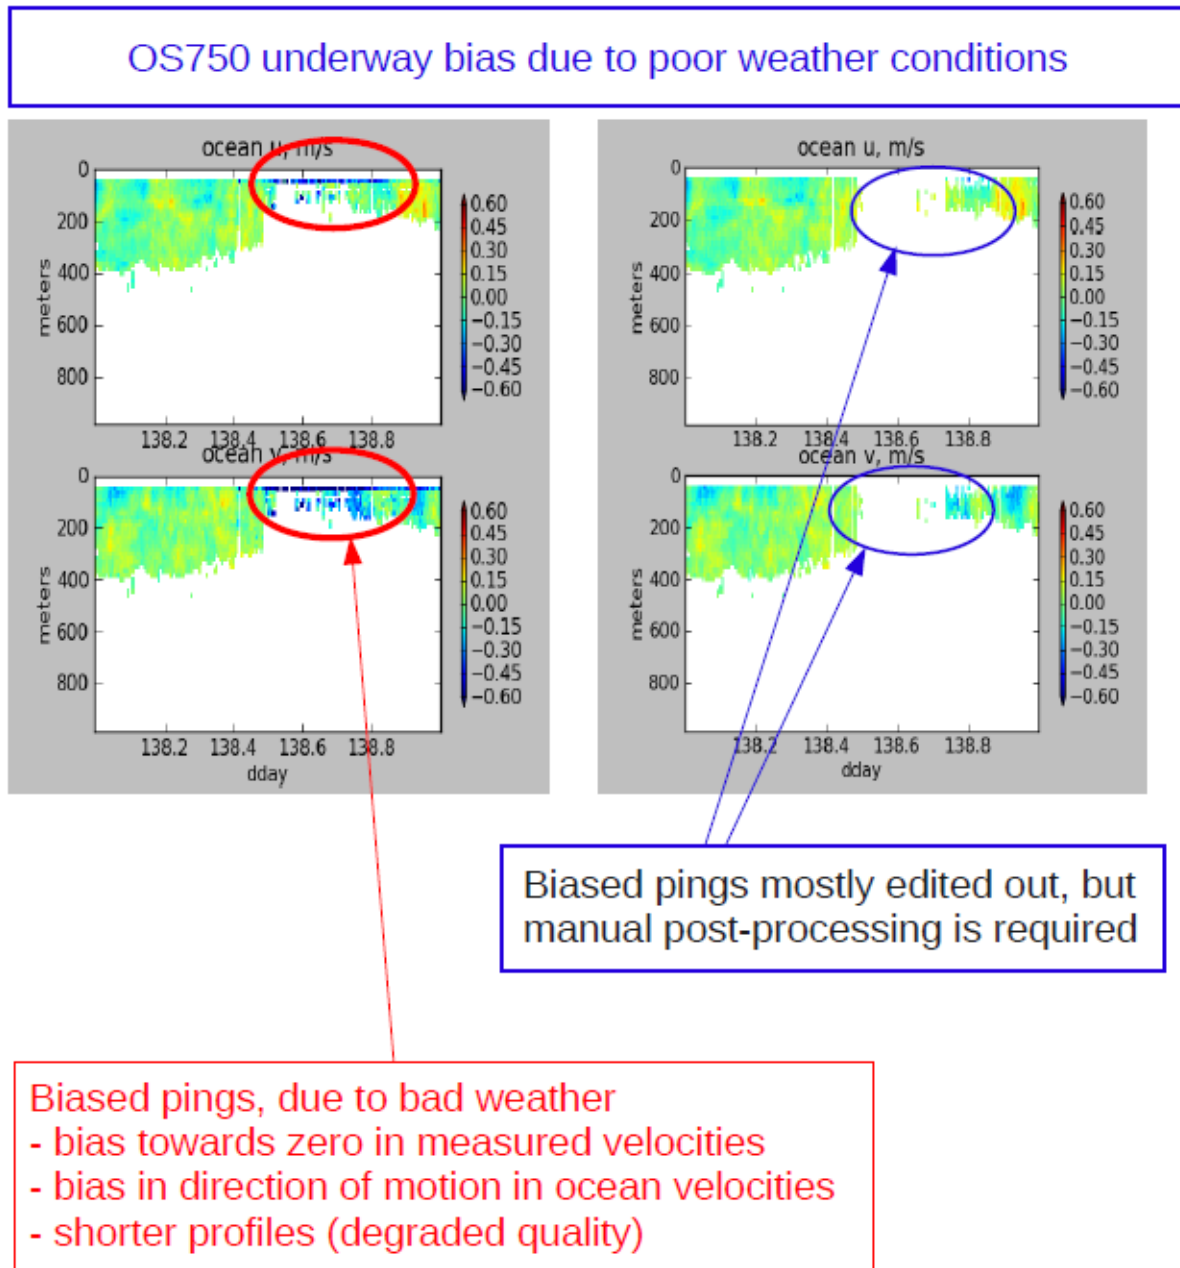 OS750 underway bias due to poor weather conditions
ocean u, m/s
0
200
400
600
800
meters
138.2 138.4 138.6 138.8
0.60
0.45
0.30
0.15
0.00
−0.15
−0.30
−0.45
−0.60
ocean v, m/s
0
200
400
600
800
meters
138.2 138.4 138.6 138.8
dday
0.60
0.45
0.30
0.15
0.00
−0.15
−0.30
−0.45
−0.60
ocean u, m/s
0
200
400
600
800
meters
138.2 138.4 138.6 138.8
0.60
0.45
0.30
0.15
0.00
−0.15
−0.30
−0.45
−0.60
ocean v, m/s
0
200
400
600
800
meters
138.2 138.4 138.6 138.8
dday
0.60
0.45
0.30
0.15
0.00
−0.15
−0.30
−0.45
−0.60
Biased pings mostly edited out, but
manual post-processing is required
Biased pings, due to bad weather
- bias towards zero in measured velocities
- bias in direction of motion in ocean velocities
- shorter profiles (degraded quality)